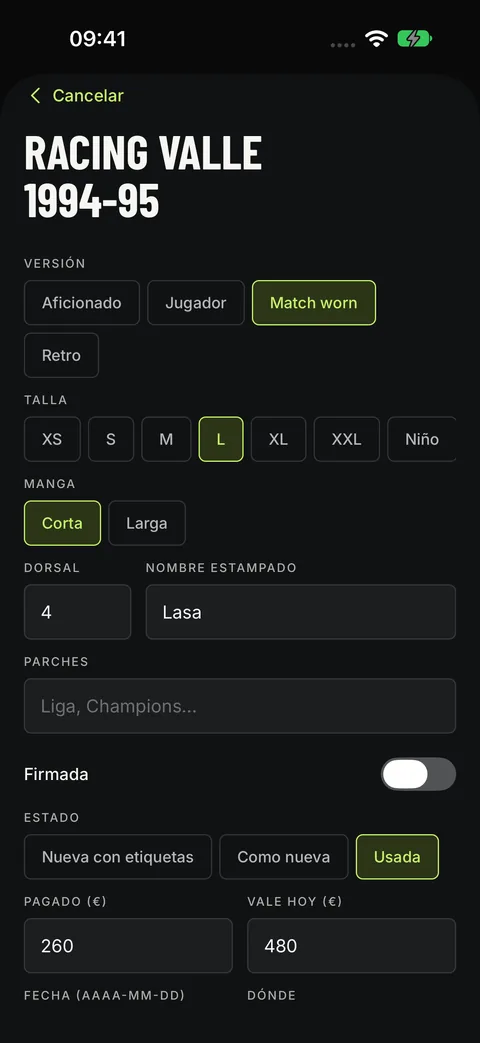 09:41
Cancelar
RACING VALLE
1994-95
VERSIÓN
Aficionado Jugador Match worn
Retro
TALLA
XS S M L XL XXL Niño
MANGA
Corta Larga
DORSAL NOMBRE ESTAMPADO
4 Lasa
PARCHES
Liga, Champions...
Firmada
ESTADO
Nueva con etiquetas Como nueva Usada
PAGADO (€) VALE HOY (€)
260 480
FECHA (AAAA-MM-DD) DÓNDE